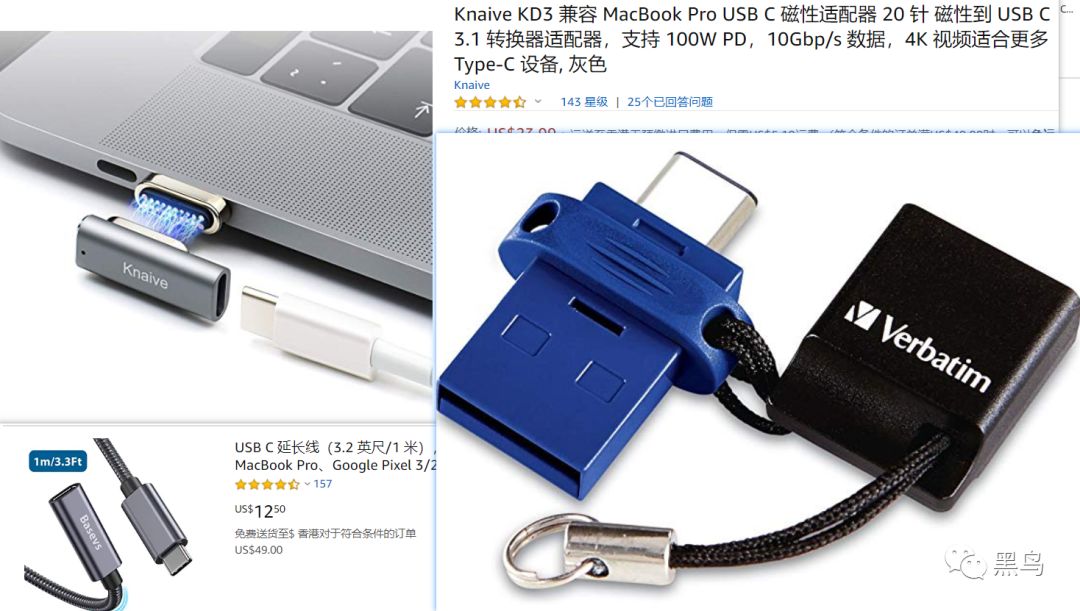 Knaive KD3 兼容 MacBook Pro USB C 磁性适配器 20 针 磁性到 USB C
3.1 转换器适配器，支持 100W PD，10Gbp/s 数据，4K 视频适合更多
Type-C 设备, 灰色
Knaive
143 星级 | 25个已回答问题
Knaive
Verbatim
1m/3.3Ft
Basevs
USB C 延长线（3.2 英尺/1 米）,
MacBook Pro、Google Pixel 3/2
157
US$1250
免费送货至$ 香港对于符合条件的订单
US$49.00
黑鸟